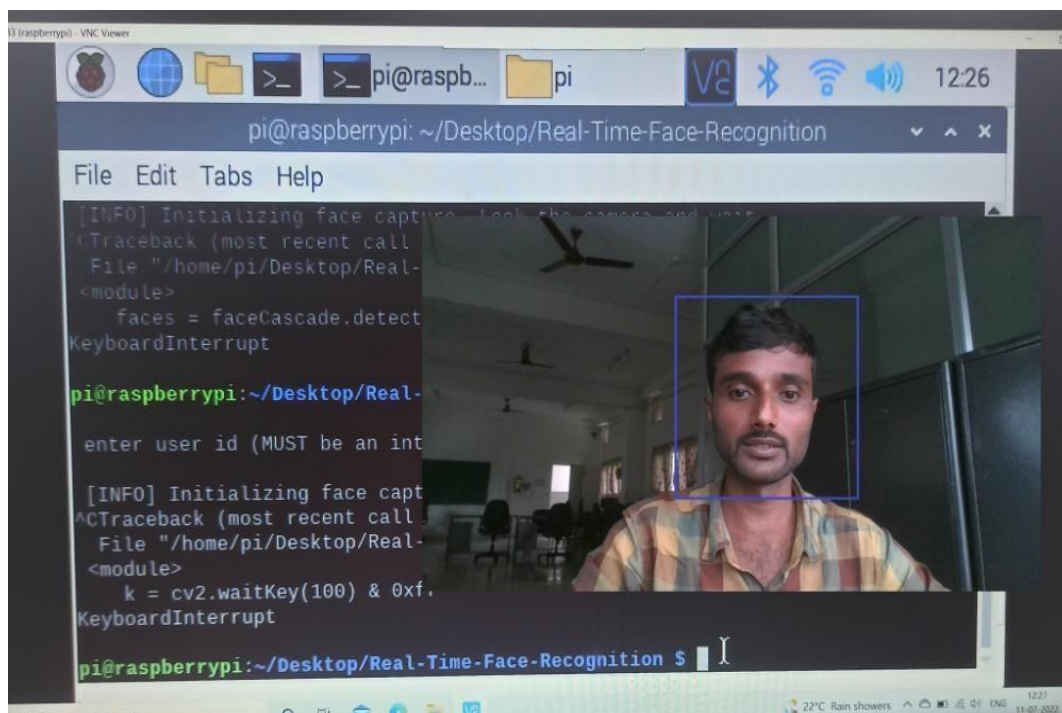 (raspberrypi) - VNC Viewer
pi@raspb... pi 12:26
pi@raspberrypi: ~/Desktop/Real-Time-Face-Recognition
File Edit Tabs Help
[INFO] Initializing face capture. Look the camera and wait
^CTraceback (most recent call
File "/home/pi/Desktop/Real-
<module>
faces = faceCascade.detect
KeyboardInterrupt
pi@raspberrypi:~/Desktop/Real-
enter user id (MUST be an int
[INFO] Initializing face capt
^CTraceback (most recent call
File "/home/pi/Desktop/Real-
<module>
k = cv2.waitKey(100) & 0xf
KeyboardInterrupt
pi@raspberrypi:~/Desktop/Real-Time-Face-Recognition $
22°C Rain showers ENG
12:27